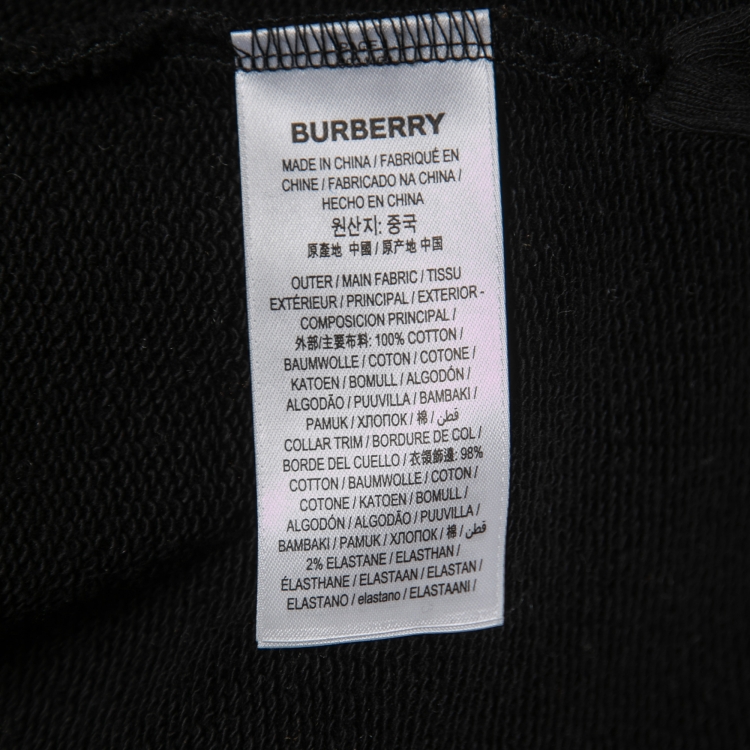 BURBERRY
MADE IN CHINA / FABRIQUÉ EN
CHINE / FABRICADO NA CHINA /
HECHO EN CHINA
원산지: 중국
原產地 中國 / 原产地 中国
OUTER / MAIN FABRIC / TISSU
EXTÉRIEUR / PRINCIPAL / EXTERIOR -
COMPOSICION PRINCIPAL /
外部/主要布料: 100% COTTON /
BAUMWOLLE / COTON / COTONE /
KATOEN / BOMULL / ALGODÓN /
ALGODÃO / PUUVILLA / BAMBAKI /
PAMUK / ХЛОПОК / 棉 / قطن
COLLAR TRIM / BORDURE DE COL /
BORDE DEL CUELLO / 衣領飾邊: 98%
COTTON / BAUMWOLLE / COTON /
COTONE / KATOEN / BOMULL /
ALGODÓN / ALGODÃO / PUUVILLA /
BAMBAKI / PAMUK / ХЛОПОК / 棉 / قطن
2% ELASTANE / ELASTHAN /
ÉLASTHANE / ELASTAAN / ELASTAN /
ELASTANO / elastano / ELASTAANI /